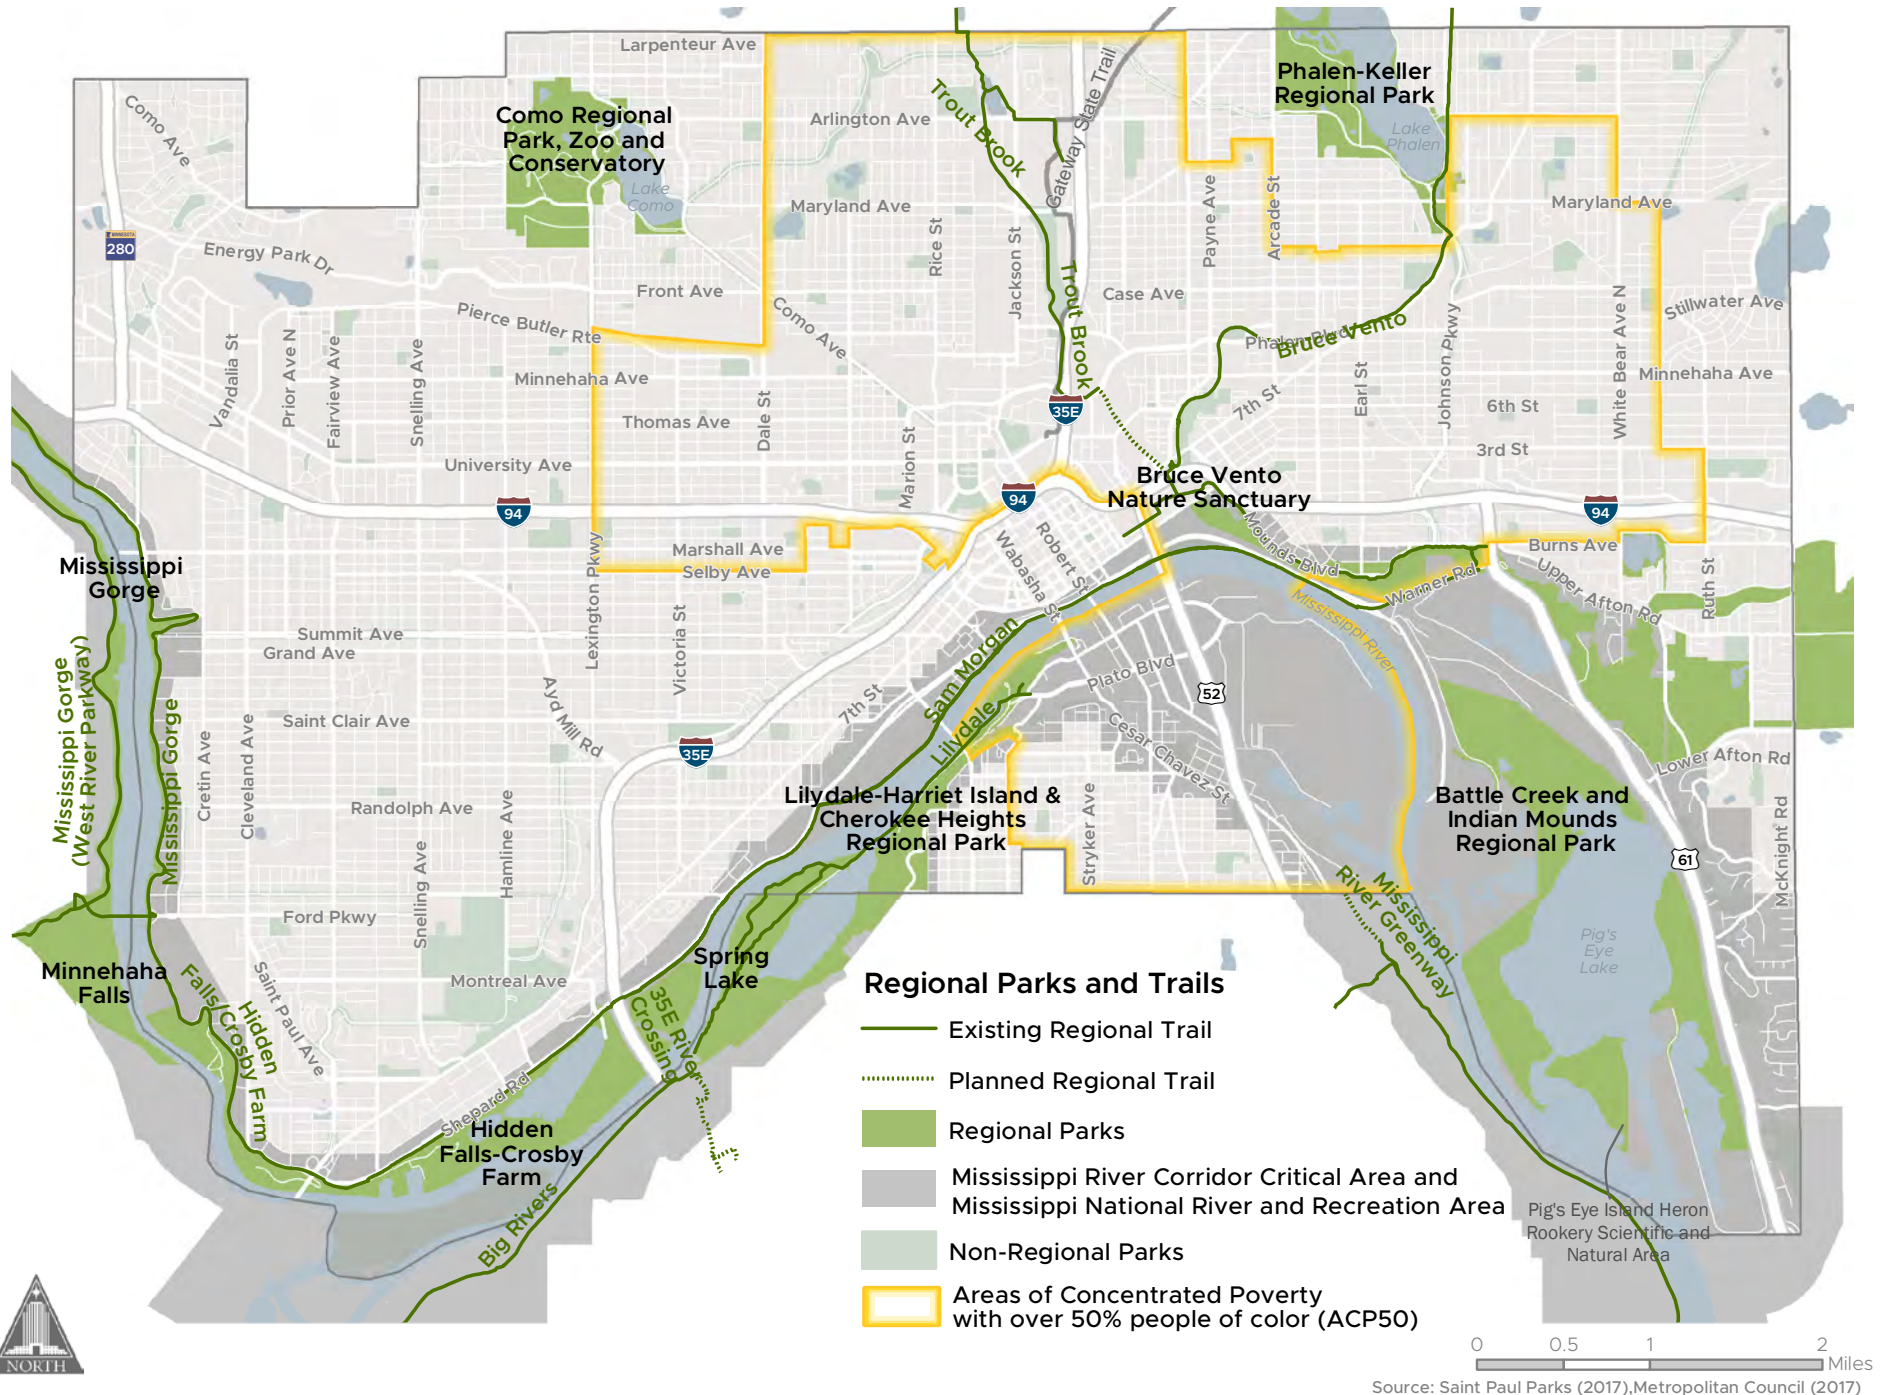 Larpenteur Ave
Como Ave
Como Regional
Park, Zoo and
Conservatory
Lake
Como
Arlington Ave
Trout Brook
Gateway State Trail
Phalen-Keller
Regional Park
Lake
Phalen
Maryland Ave
Maryland Ave
MINNESOTA
280
Energy Park Dr
Rice St
Jackson St
Payne Ave
Arcade St
Front Ave
Pierce Butler Rte
Como Ave
Trout Brook
Case Ave
Phalen Blvd
Bruce Vento
Stillwater Ave
Vandalia St
Prior Ave N
Fairview Ave
Snelling Ave
Minnehaha Ave
Thomas Ave
Dale St
University Ave
Marion St
35E
7th St
Earl St
Johnson Pkwy
6th St
3rd St
White Bear Ave N
Minnehaha Ave
94
94
94
Bruce Vento
Nature Sanctuary
Mounds Blvd
Burns Ave
Warner Rd
Upper Afton Rd
Ruth St
Marshall Ave
Selby Ave
Lexington Pkwy
Victoria St
Wabasha St
Robert St
Mississippi
Gorge
Mississippi River
Summit Ave
Grand Ave
Mississippi Gorge
(West River Parkway)
Mississippi Gorge
Saint Clair Ave
Ayd Mill Rd
7th St
Sam Morgan
Lilydale
Plato Blvd
52
Cesar Chavez St
35E
Cretin Ave
Cleveland Ave
Randolph Ave
Hamline Ave
Snelling Ave
Lilydale-Harriet Island &
Cherokee Heights
Regional Park
Stryker Ave
Battle Creek and
Indian Mounds
Regional Park
Lower Afton Rd
61
McKnight Rd
Ford Pkwy
Mississippi
River Greenway
Pig's
Eye
Lake
Minnehaha
Falls
Hidden
Falls/Crosby Farm
Saint Paul Ave
Montreal Ave
Spring
Lake
35E River
Crossing
Shepard Rd
Hidden
Falls-Crosby
Farm
Big Rivers
Regional Parks and Trails
Existing Regional Trail
Planned Regional Trail
Regional Parks
Mississippi River Corridor Critical Area and
Mississippi National River and Recreation Area
Non-Regional Parks
Areas of Concentrated Poverty
with over 50% people of color (ACP50)
Pig's Eye Island Heron
Rookery Scientific and
Natural Area
NORTH
0 0.5 1 2
Miles
Source: Saint Paul Parks (2017),Metropolitan Council (2017)